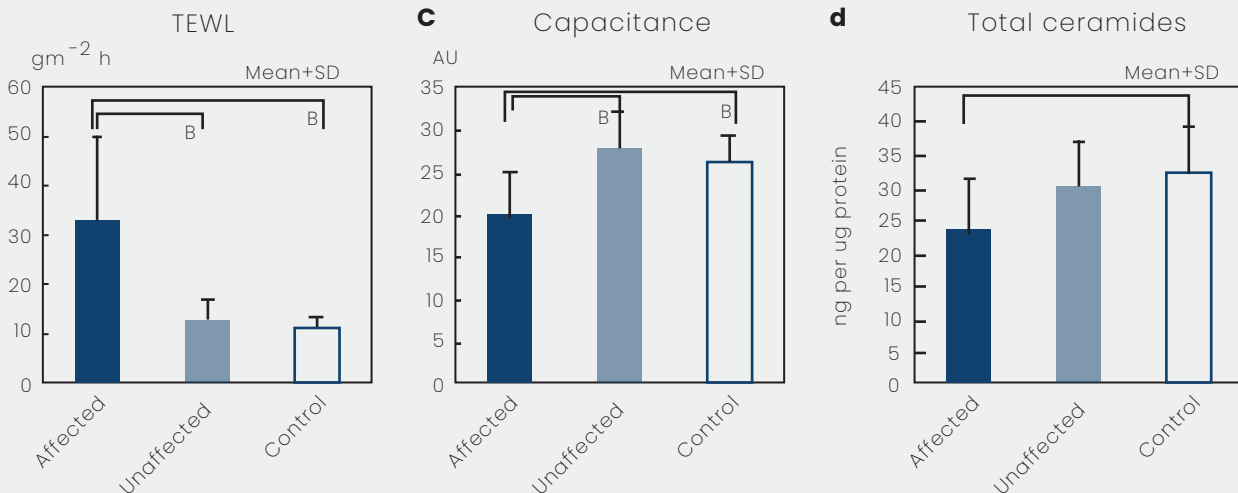 TEWL
gm⁻² h
Mean+SD
60
50
40
30
20
10
0
B
B
Affected
Unaffected
Control
C
Capacitance
AU
Mean+SD
35
30
25
20
15
10
5
0
B
B
Affected
Unaffected
Control
d
Total ceramides
Mean+SD
ng per ug protein
45
40
35
30
25
20
15
10
5
0
Affected
Unaffected
Control